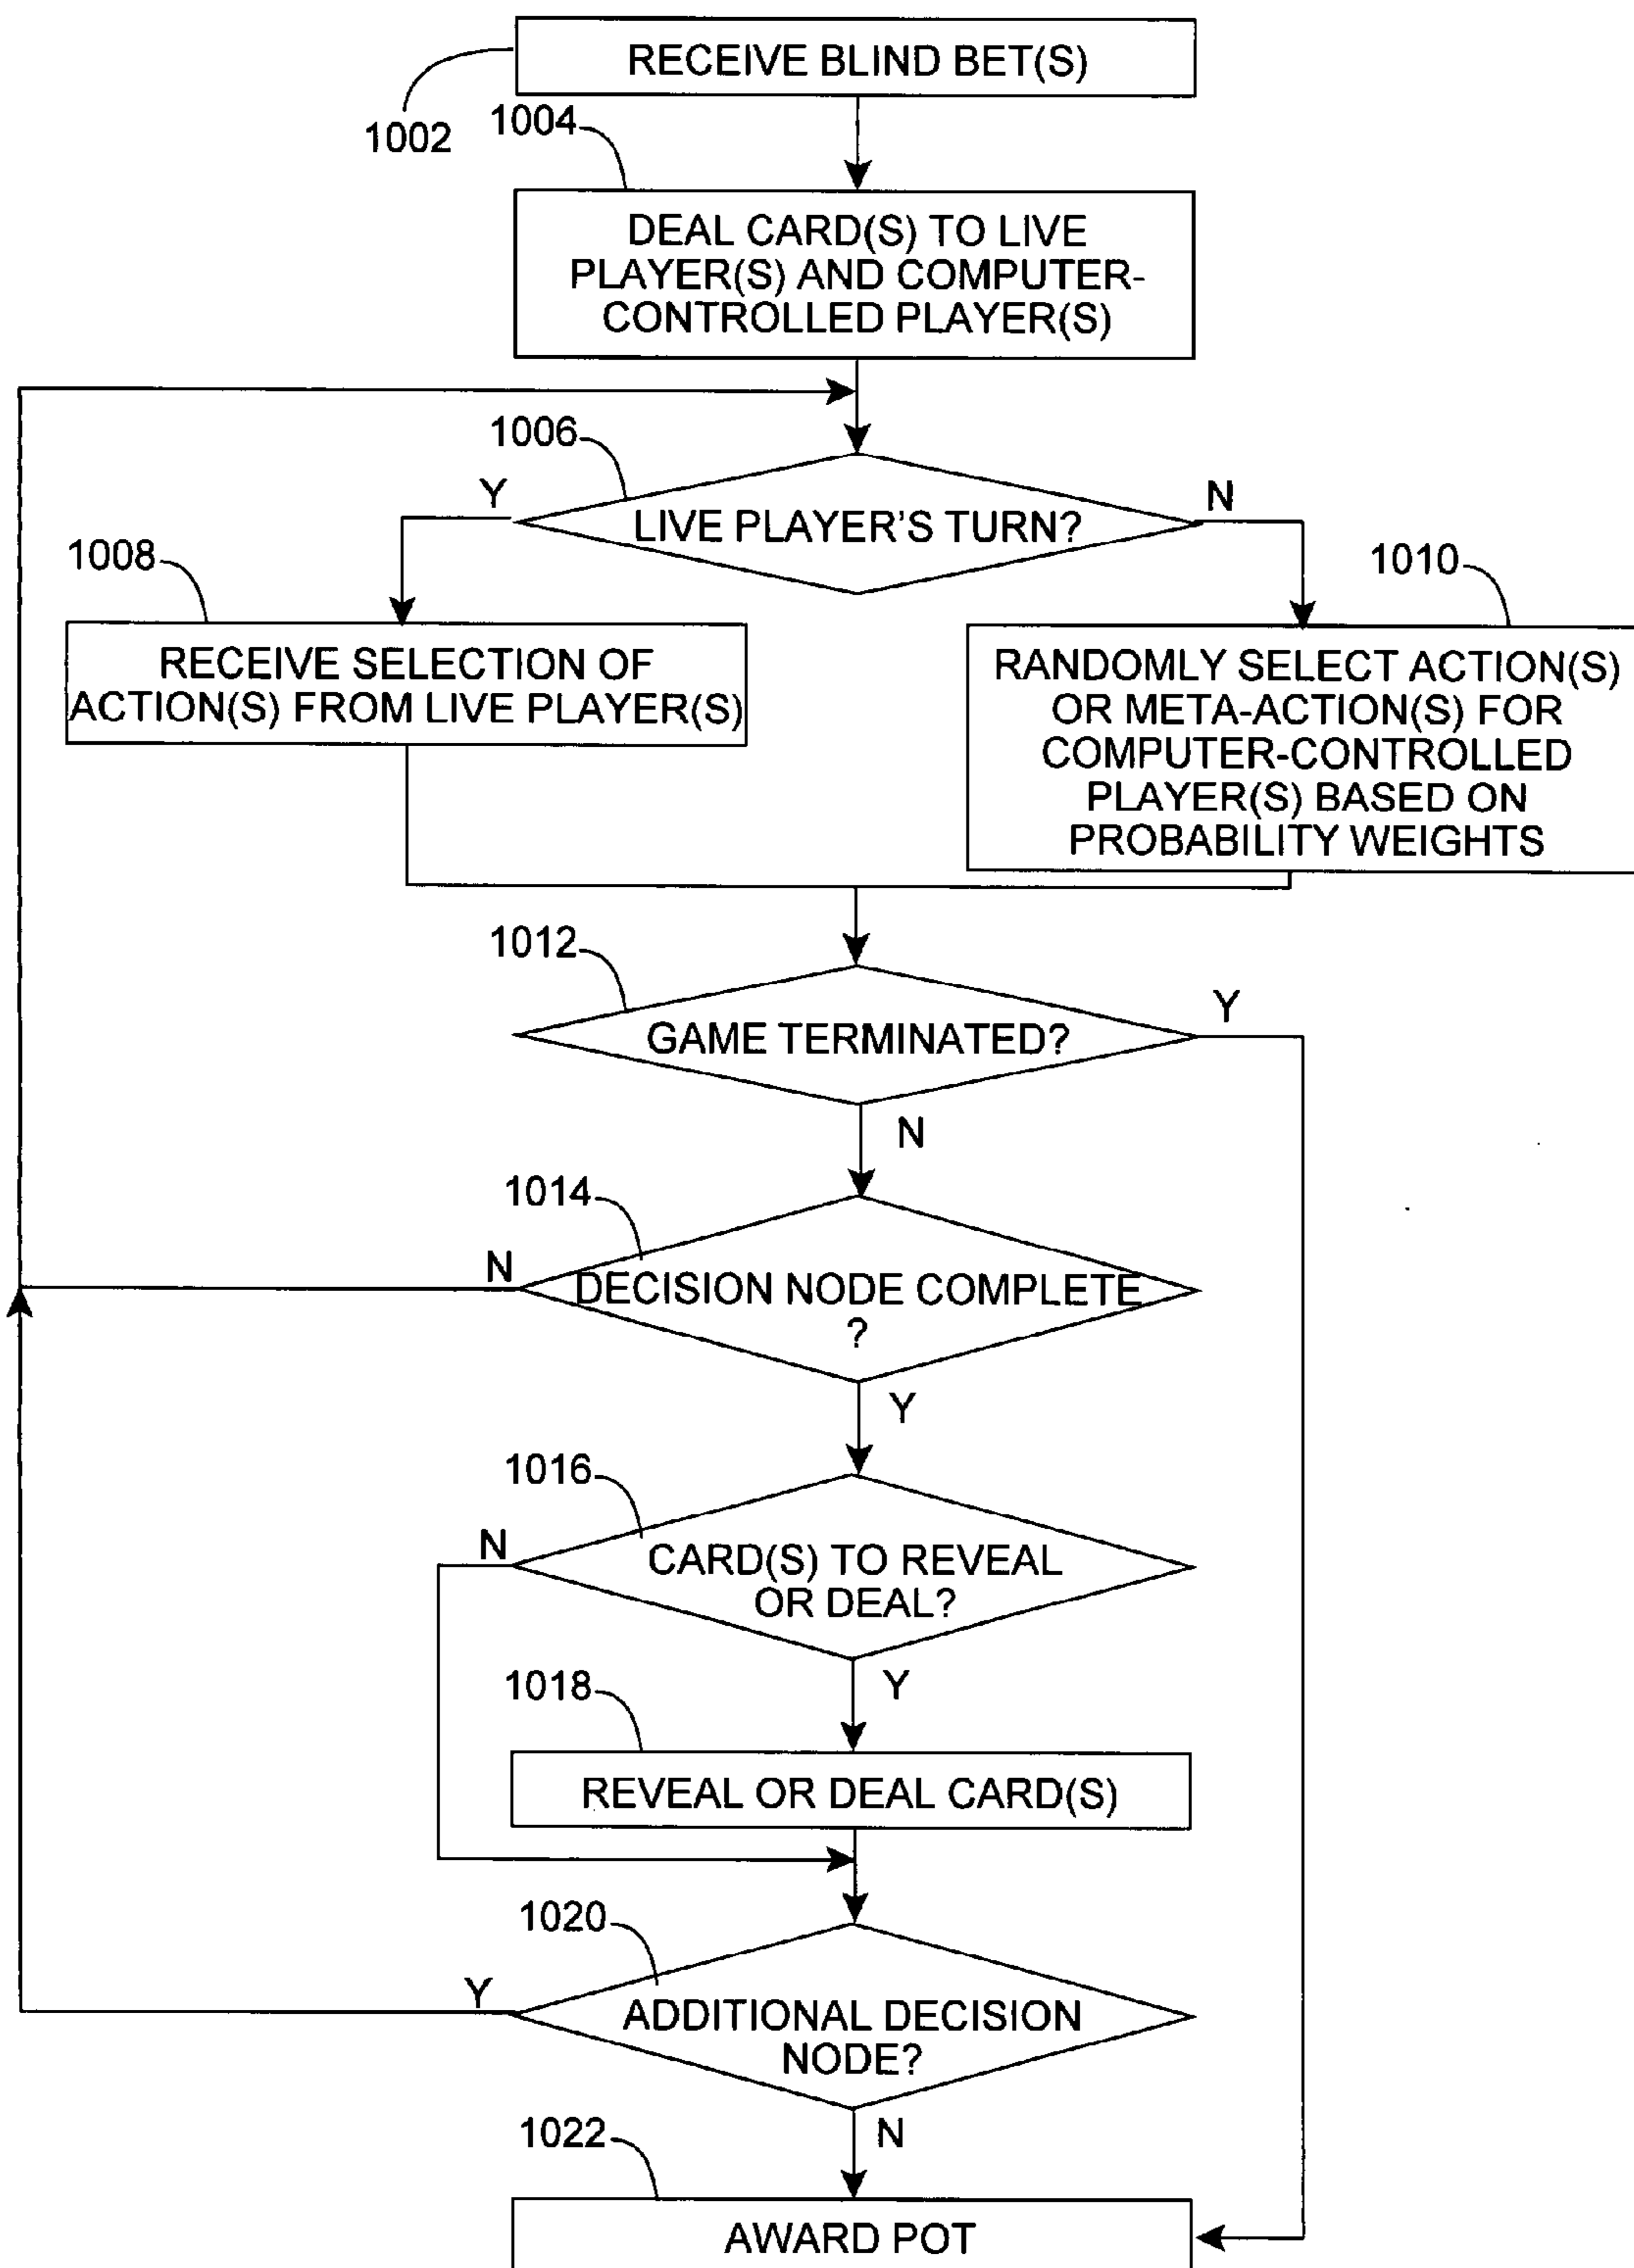 RECEIVE BLIND BET(S)
1002
1004
DEAL CARD(S) TO LIVE
PLAYER(S) AND COMPUTER-
CONTROLLED PLAYER(S)
1006
Y
N
LIVE PLAYER'S TURN?
1008
1010
RECEIVE SELECTION OF
ACTION(S) FROM LIVE PLAYER(S)
RANDOMLY SELECT ACTION(S)
OR META-ACTION(S) FOR
COMPUTER-CONTROLLED
PLAYER(S) BASED ON
PROBABILITY WEIGHTS
1012
Y
GAME TERMINATED?
N
1014
N
DECISION NODE COMPLETE
?
Y
1016
N
CARD(S) TO REVEAL
OR DEAL?
1018
Y
REVEAL OR DEAL CARD(S)
1020
Y
ADDITIONAL DECISION
NODE?
1022
N
AWARD POT